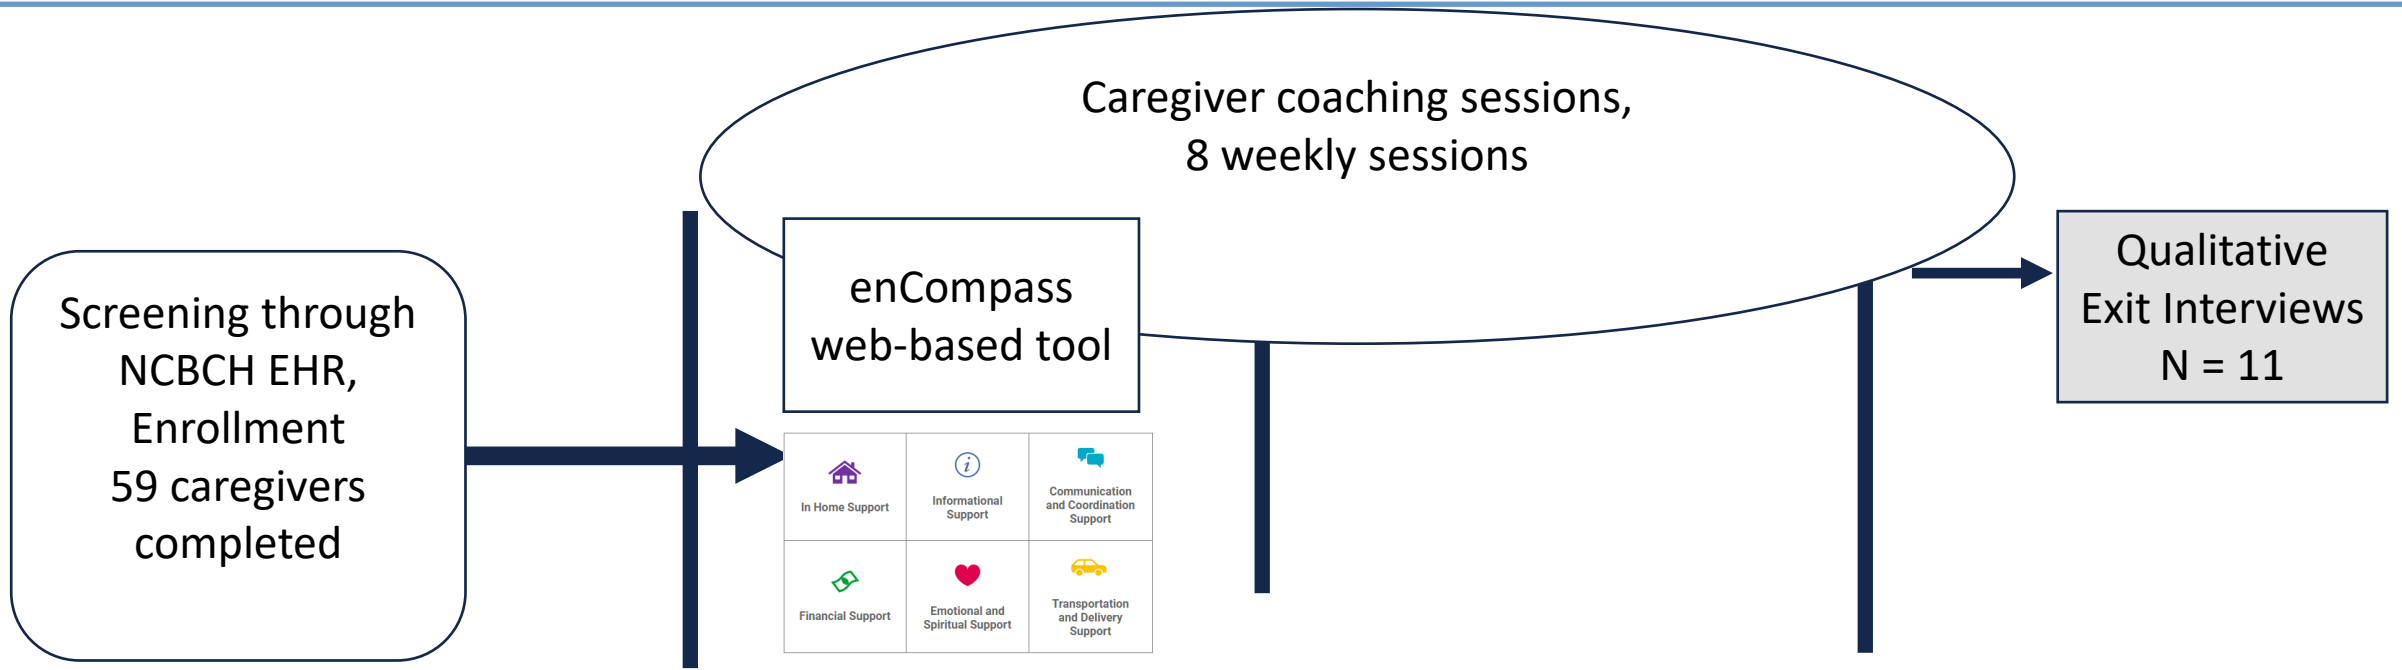 Screening through
NCBCH EHR,
Enrollment
59 caregivers
completed
Caregiver coaching sessions,
8 weekly sessions
enCompass
web-based tool
In Home Support
Informational
Support
Communication
and Coordination
Support
Financial Support
Emotional and
Spiritual Support
Transportation
and Delivery
Support
Qualitative
Exit Interviews
N = 11